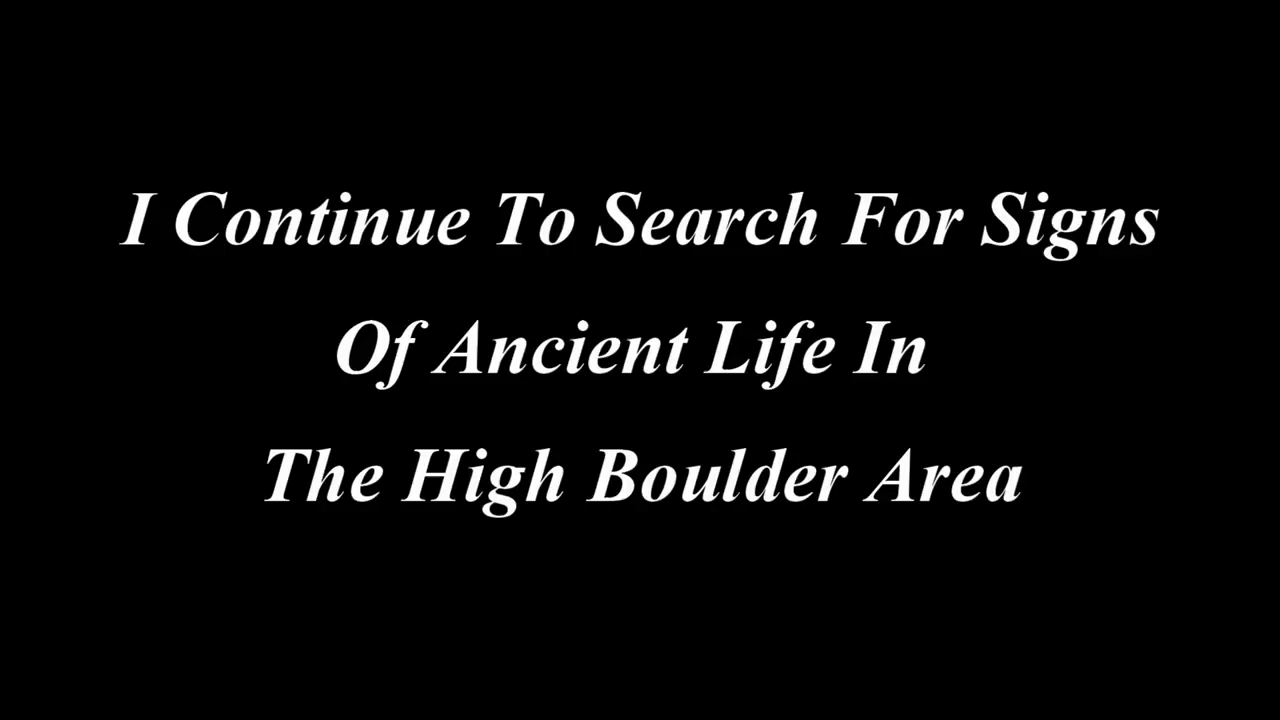 I Continue To Search For Signs
Of Ancient Life In
The High Boulder Area